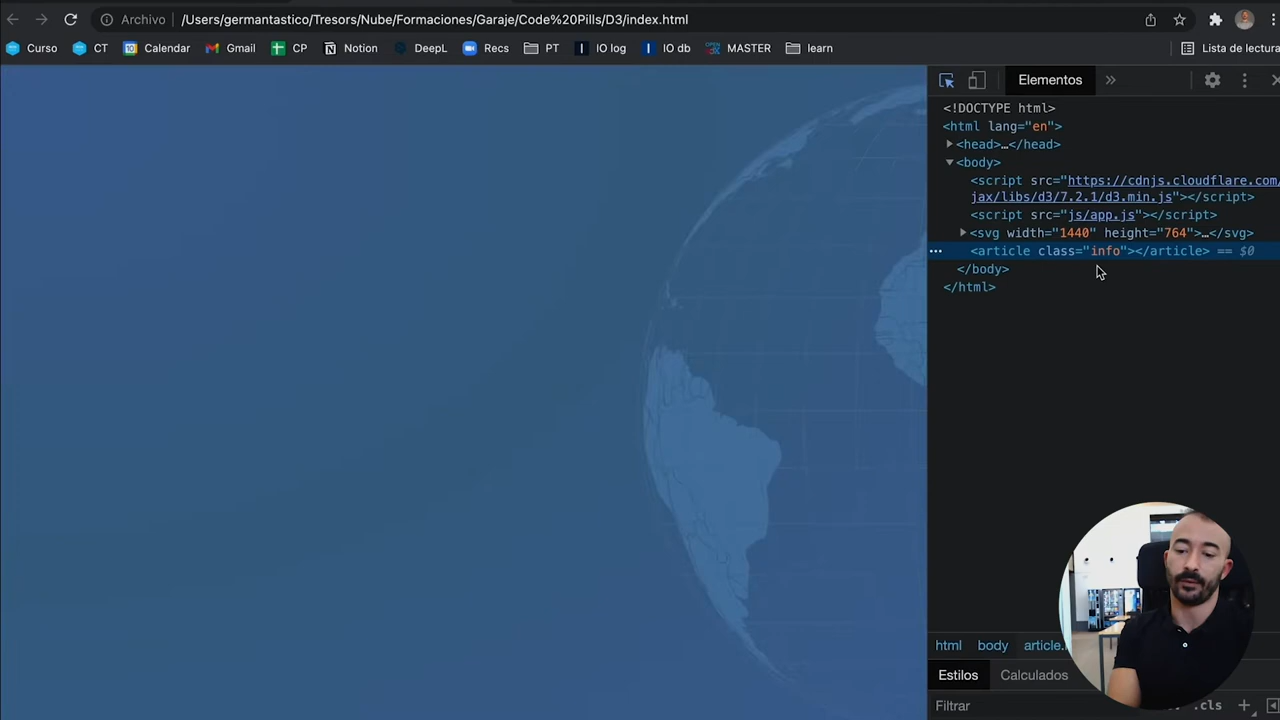 Archivo /Users/germantastico/Tresors/Nube/Formaciones/Garaje/Code%20Pills/D3/index.html
Curso CT Calendar Gmail CP Notion DeepL Recs PT IO log IO db MASTER learn Lista de lectura
Elementos
<!DOCTYPE html>
<html lang="en">
<head>…</head>
<body>
<script src="https://cdnjs.cloudflare.com/
jax/libs/d3/7.2.1/d3.min.js"></script>
<script src="js/app.js"></script>
<svg width="1440" height="764">…</svg>
<article class="info"></article> == $0
</body>
</html>
html body article.
Estilos Calculados
Filtrar .cls